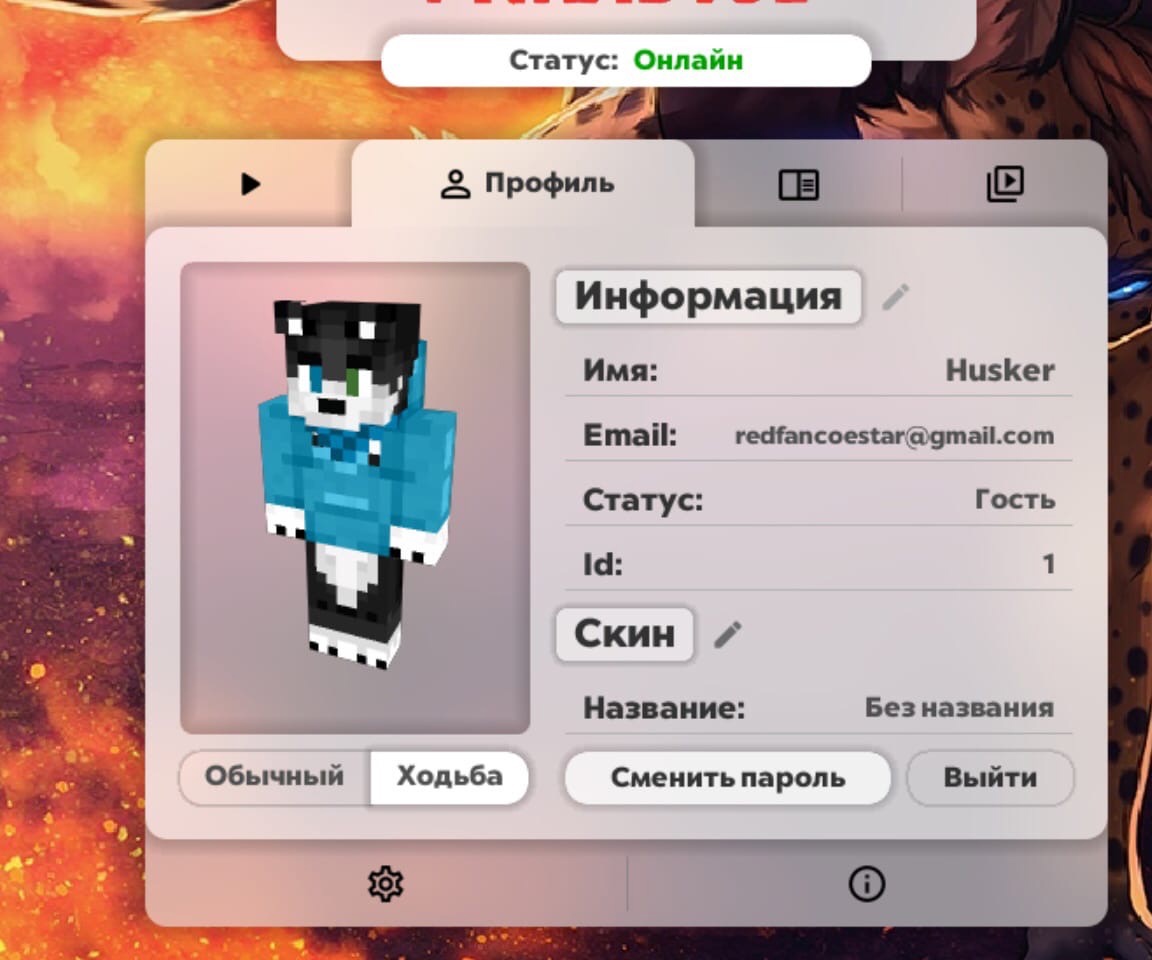 Статус: Онлайн
Профиль
Информация
Имя: Husker
Email: redfancoestar@gmail.com
Статус: Гость
Id: 1
Скин
Название: Без названия
Обычный Ходьба Сменить пароль Выйти